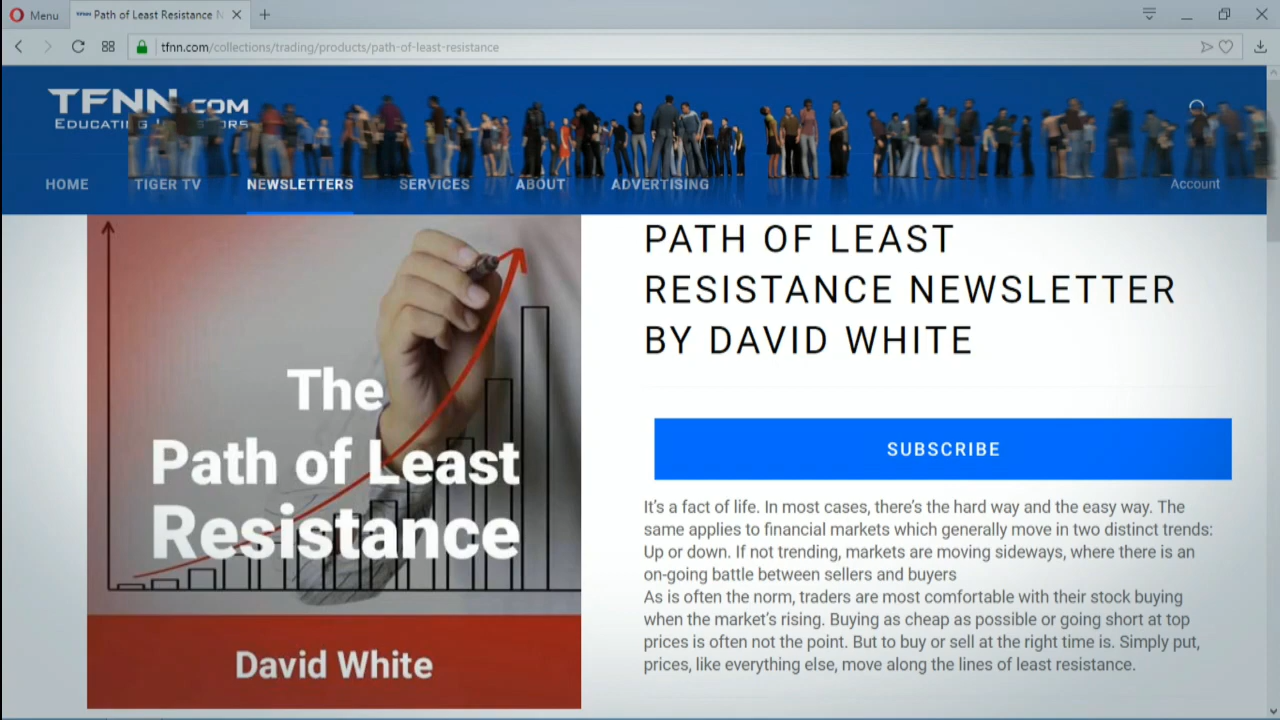 Menu
Path of Least Resistance N
tfnn.com/collections/trading/products/path-of-least-resistance
TFNN.COM
EDUCATING INVESTORS
HOME
TIGER TV
NEWSLETTERS
SERVICES
ABOUT
ADVERTISING
Account
The
Path of Least
Resistance
David White
PATH OF LEAST
RESISTANCE NEWSLETTER
BY DAVID WHITE
SUBSCRIBE
It’s a fact of life. In most cases, there’s the hard way and the easy way. The
same applies to financial markets which generally move in two distinct trends:
Up or down. If not trending, markets are moving sideways, where there is an
on-going battle between sellers and buyers
As is often the norm, traders are most comfortable with their stock buying
when the market’s rising. Buying as cheap as possible or going short at top
prices is often not the point. But to buy or sell at the right time is. Simply put,
prices, like everything else, move along the lines of least resistance.